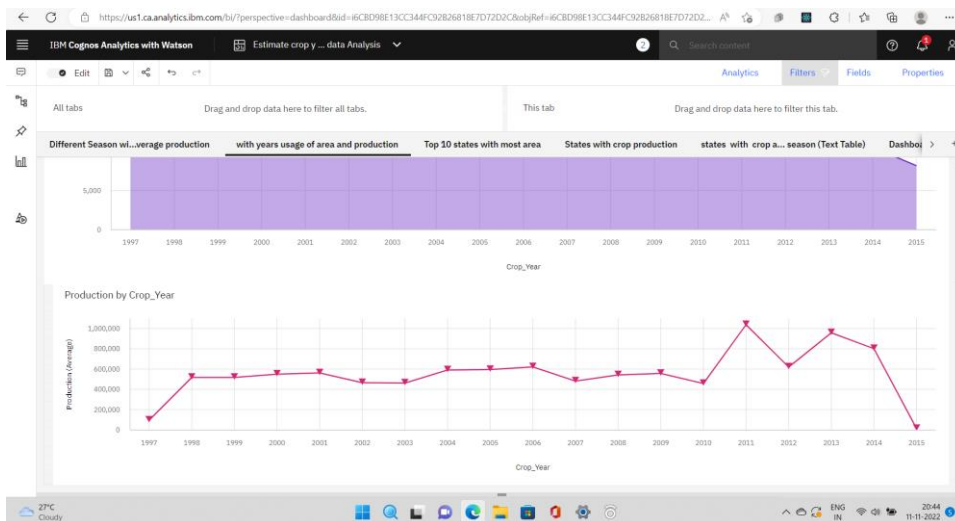 https://us1.ca.analytics.ibm.com/bi/?perspective=dashboard&id=i6CBD98E13CC344FC92B26818E7D72D2C&objRef=i6CBD98E13CC344FC92B26818E7D72D2...
IBM Cognos Analytics with Watson
Estimate crop y ... data Analysis
2
Search content
Edit
Analytics
Filters
Fields
Properties
All tabs
Drag and drop data here to filter all tabs.
This tab
Drag and drop data here to filter this tab.
Different Season wi...verage production
with years usage of area and production
Top 10 states with most area
States with crop production
states with crop a... season (Text Table)
Dashboa
5,000
0
1997 1998 1999 2000 2001 2002 2003 2004 2005 2006 2007 2008 2009 2010 2011 2012 2013 2014 2015
Crop_Year
Production by Crop_Year
Production (Average)
1,000,000
800,000
600,000
400,000
200,000
0
1997 1998 1999 2000 2001 2002 2003 2004 2005 2006 2007 2008 2009 2010 2011 2012 2013 2014 2015
Crop_Year
27°C
Cloudy
ENG
IN
20:44
11-11-2022